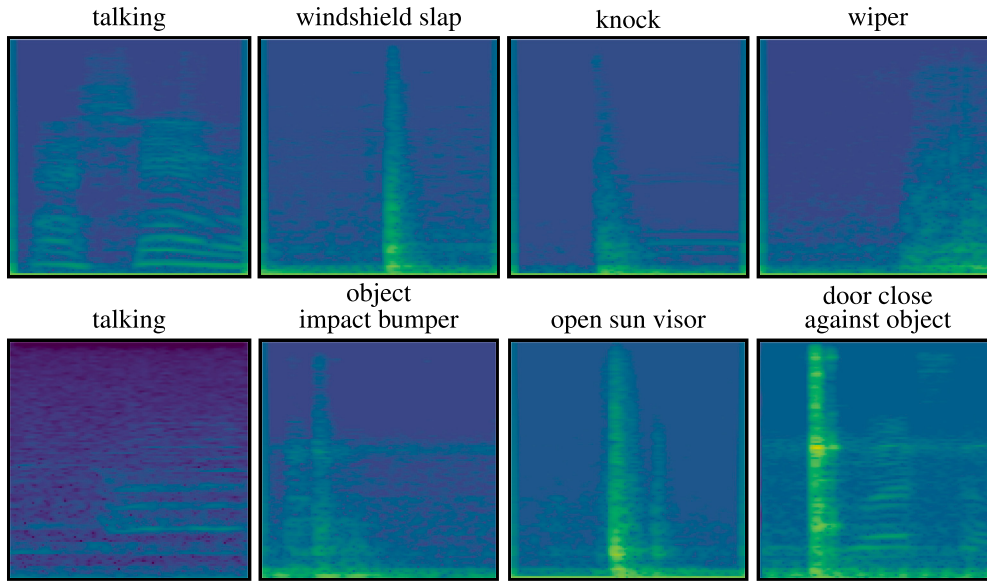 talking
windshield slap
knock
wiper
talking
object
impact bumper
open sun visor
door close
against object